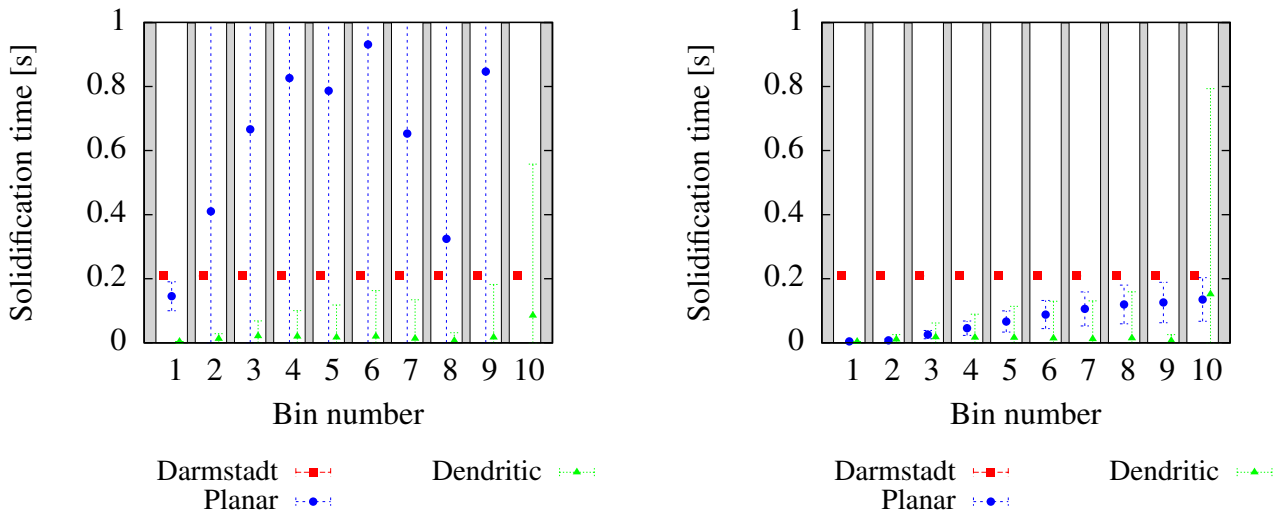 1
0.8
0.6
0.4
0.2
0
Solidification time [s]
1 2 3 4 5 6 7 8 9 10
Bin number
Darmstadt
Planar
Dendritic
1
0.8
0.6
0.4
0.2
0
Solidification time [s]
1 2 3 4 5 6 7 8 9 10
Bin number
Darmstadt
Planar
Dendritic